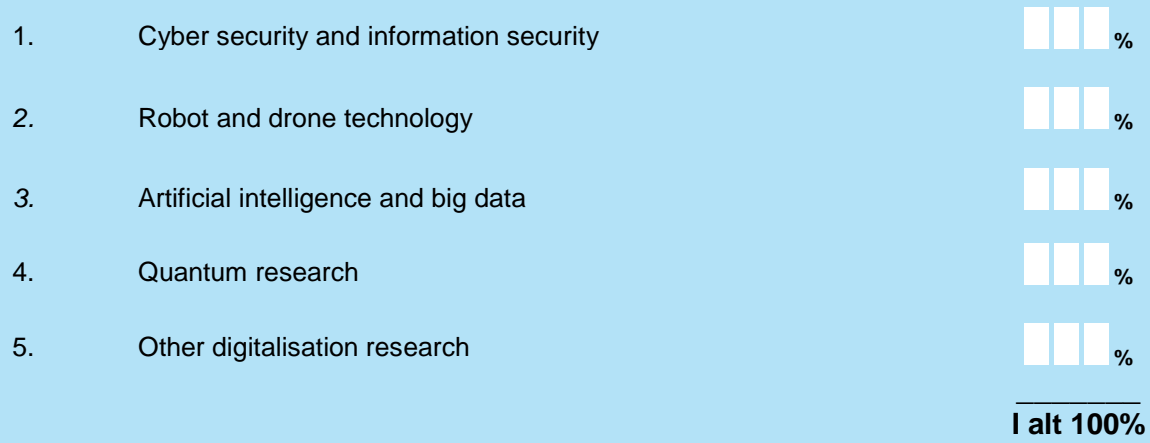 1. Cyber security and information security %
2. Robot and drone technology %
3. Artificial intelligence and big data %
4. Quantum research %
5. Other digitalisation research %
I alt 100%